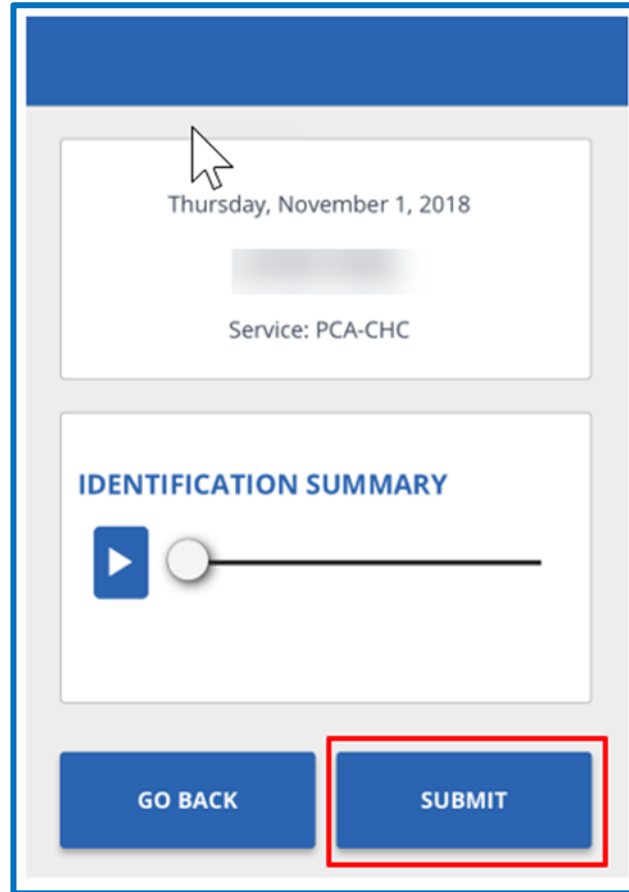 Thursday, November 1, 2018
Service: PCA-CHC
IDENTIFICATION SUMMARY
GO BACK
SUBMIT